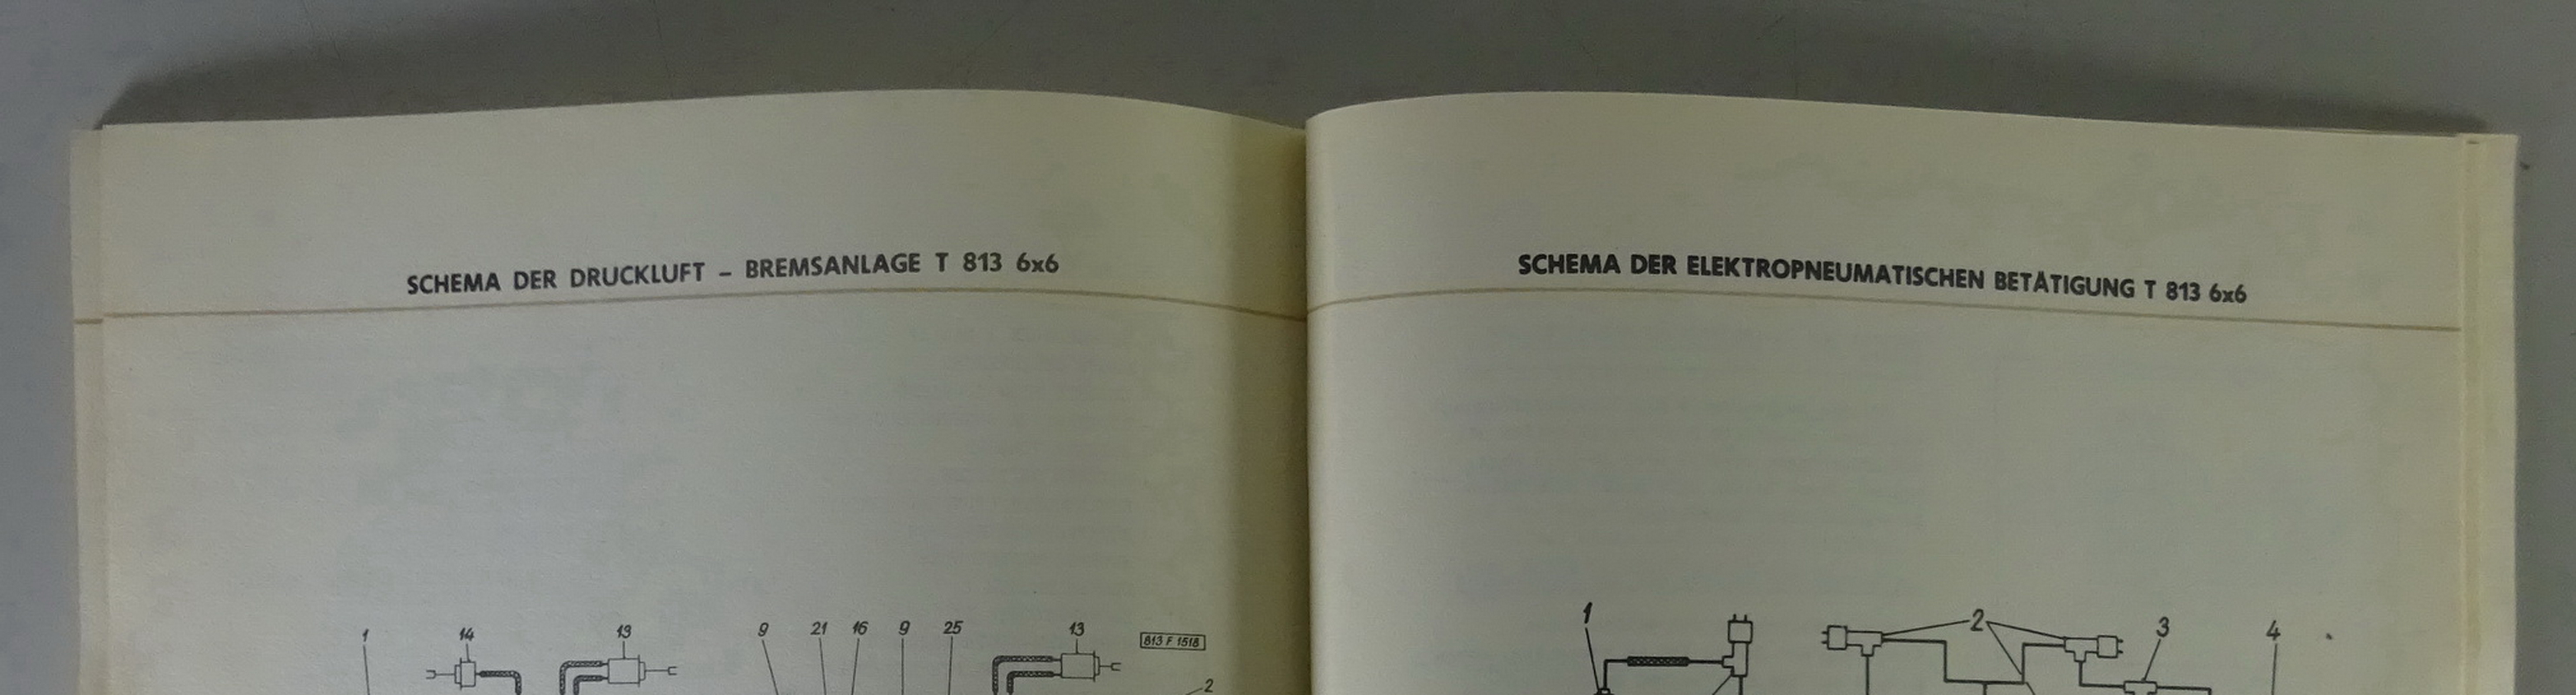 SCHEMA DER DRUCKLUFT – BREMSANLAGE T 813 6x6
1 14 13 9 21 16 9 25 13 813 F 1518
2
SCHEMA DER ELEKTROPNEUMATISCHEN BETÄTIGUNG T 813 6x6
1 2 3 4